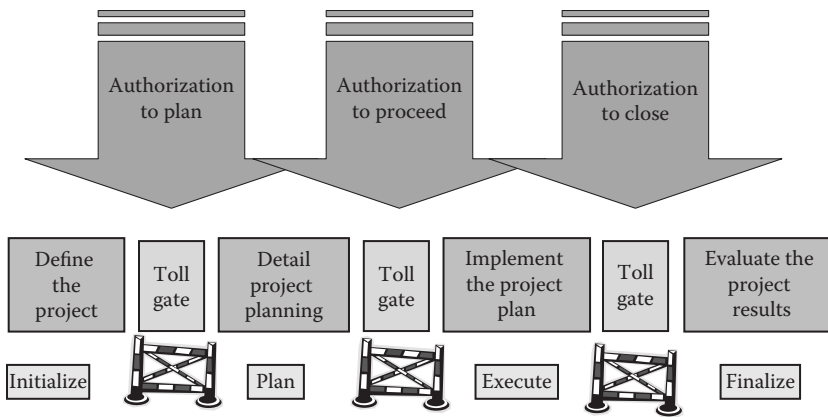 Authorization
to plan
Authorization
to proceed
Authorization
to close
Define
the
project
Toll
gate
Detail
project
planning
Toll
gate
Implement
the project
plan
Toll
gate
Evaluate the
project
results
Initialize
Plan
Execute
Finalize